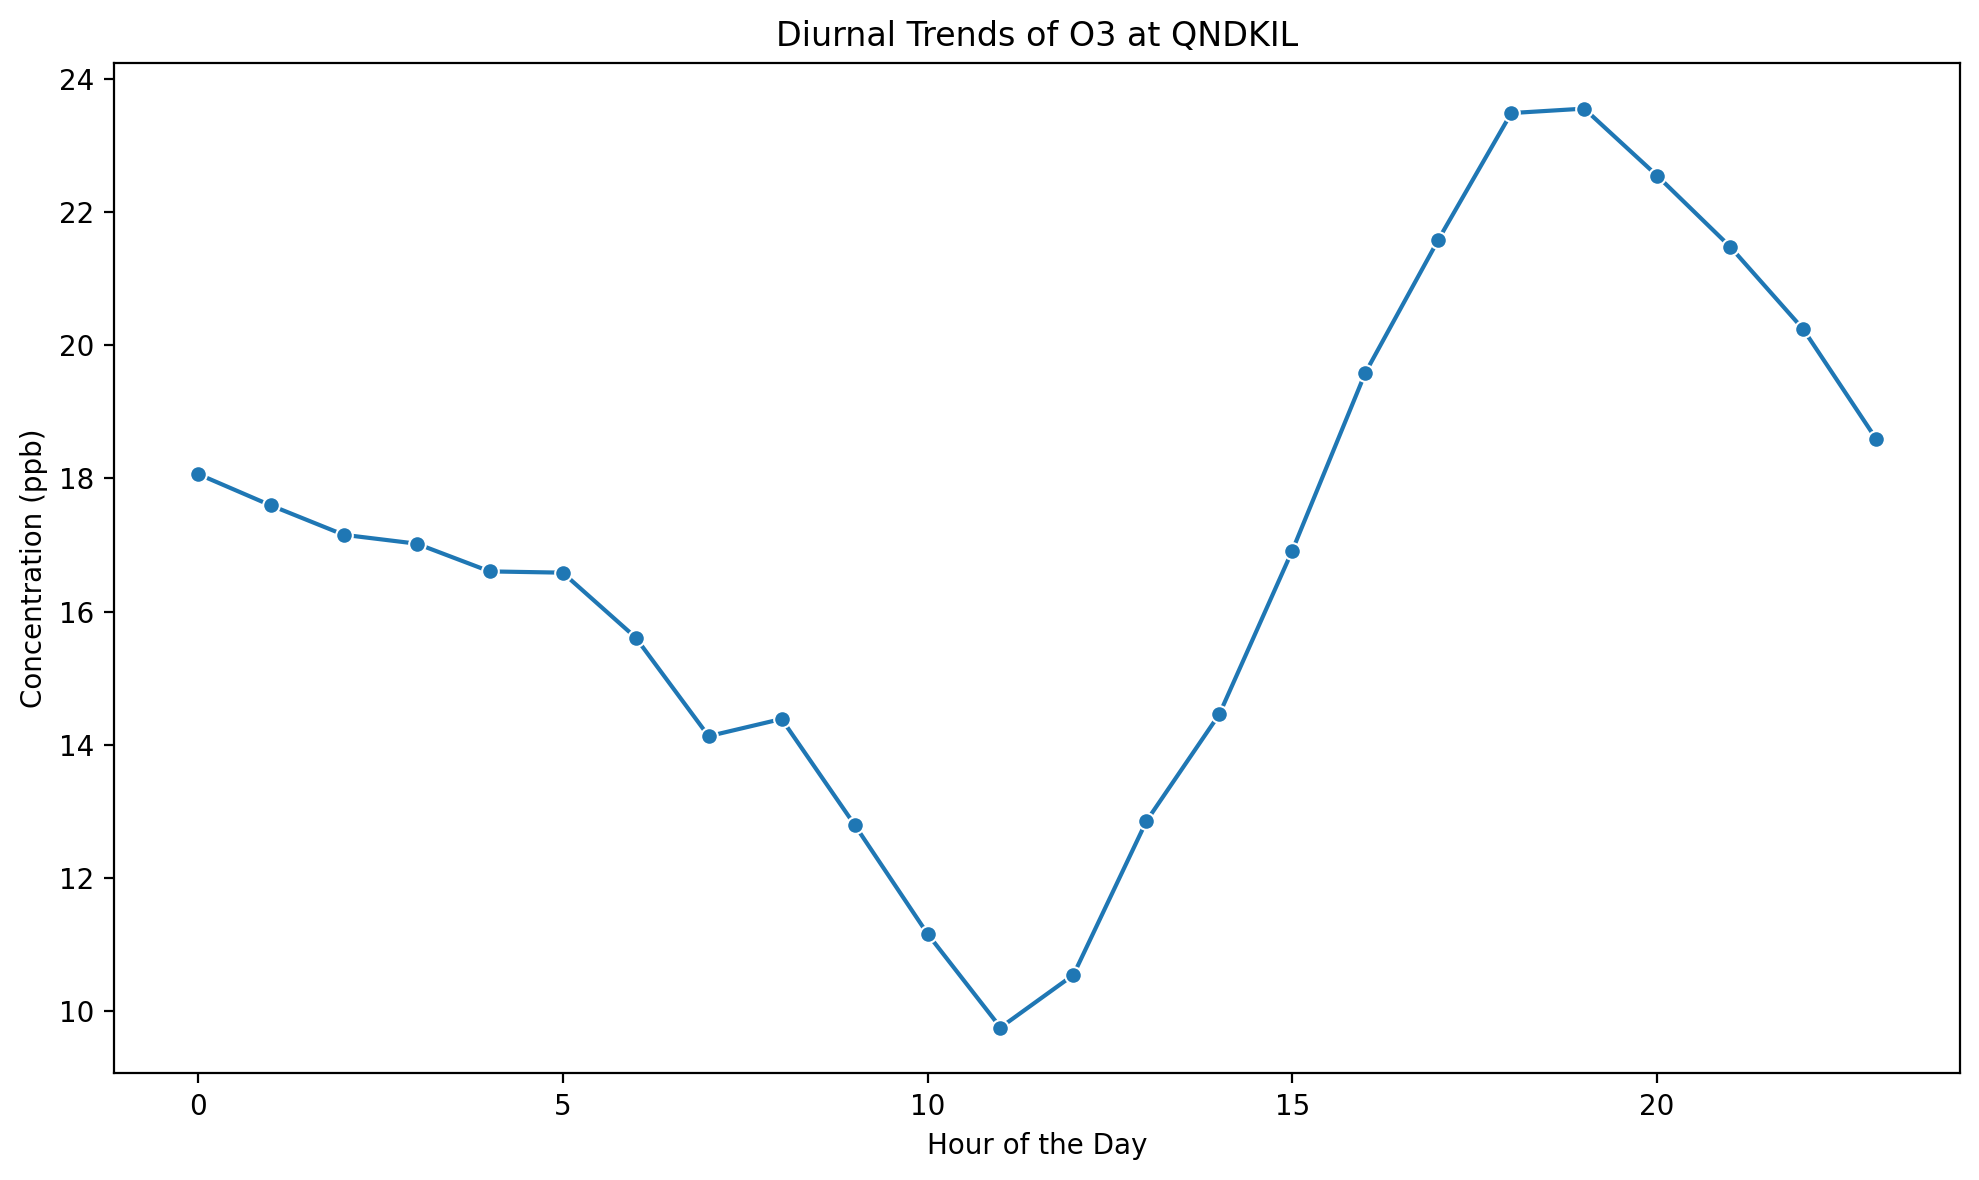 Diurnal Trends of O3 at QNDKIL
24
22
20
18
16
14
12
10
Concentration (ppb)
0 5 10 15 20
Hour of the Day